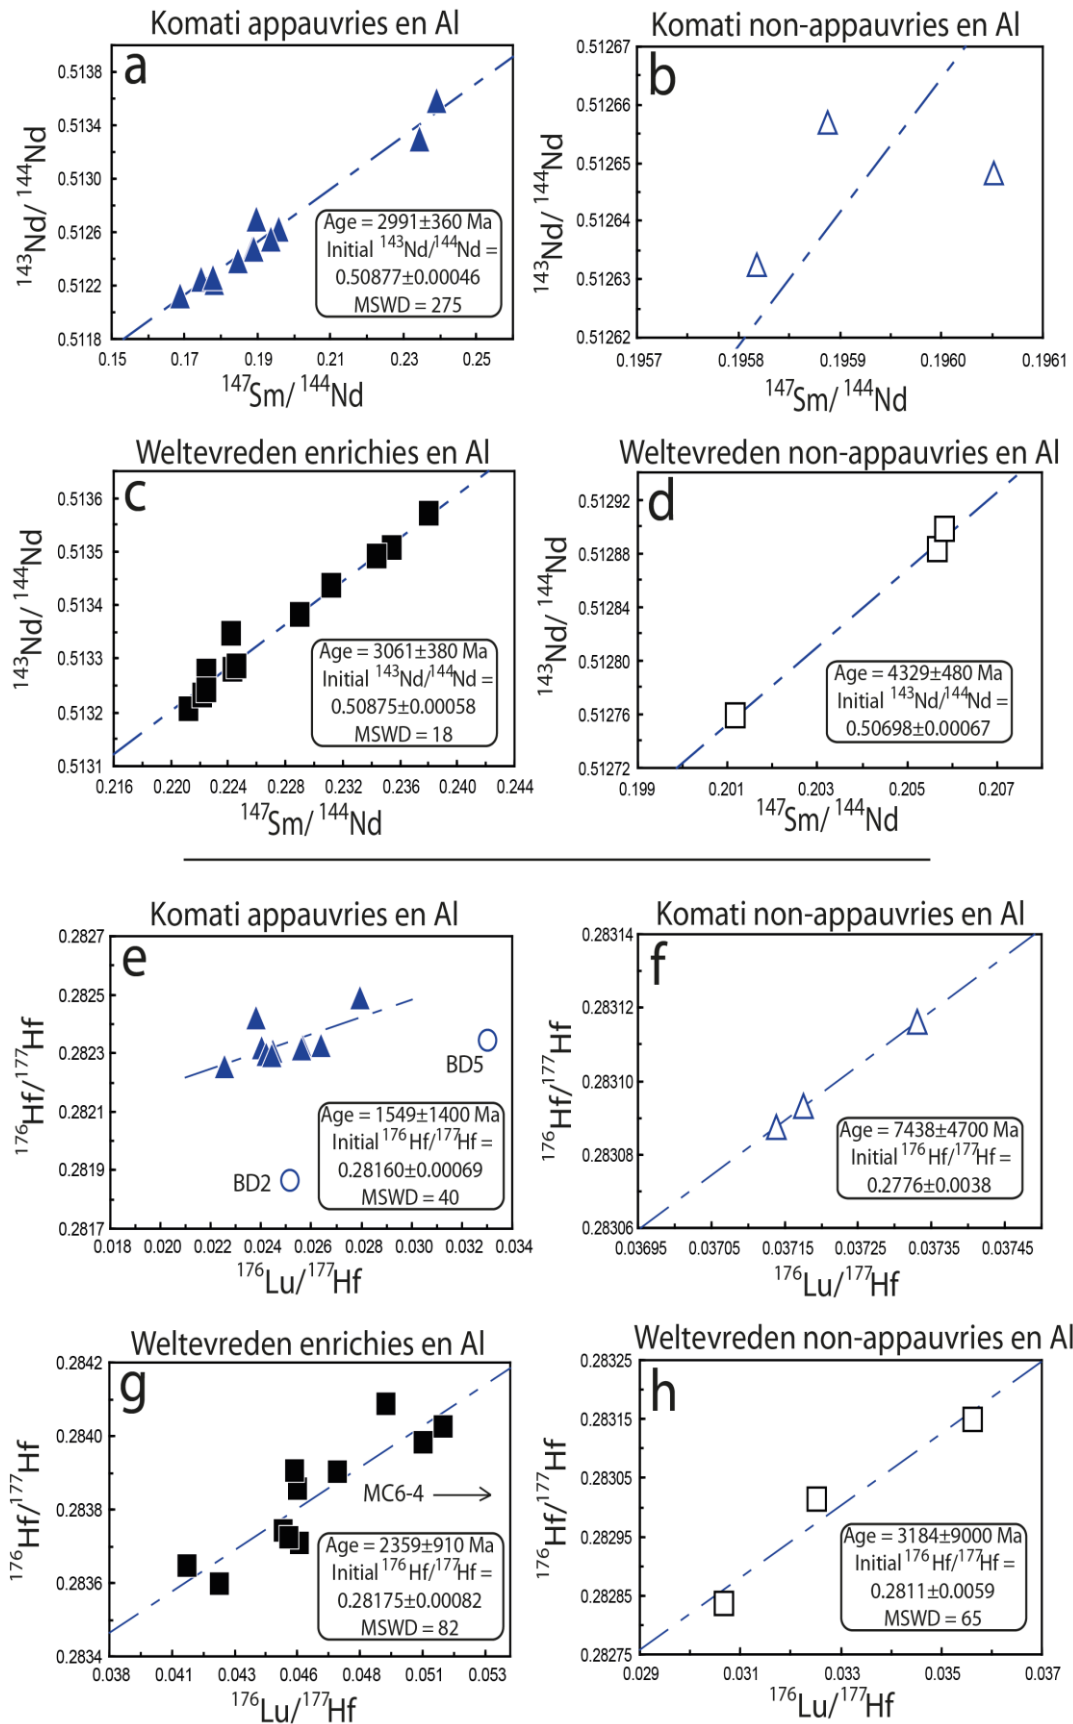 Komati appauvries en Al
a
0.5138
0.5134
0.5130
0.5126
0.5122
0.5118
143Nd/ 144Nd
Age = 2991±360 Ma
Initial 143Nd/144Nd =
0.50877±0.00046
MSWD = 275
0.15 0.17 0.19 0.21 0.23 0.25
147Sm/ 144Nd
Komati non-appauvries en Al
b
0.51267
0.51266
0.51265
0.51264
0.51263
0.51262
143Nd/ 144Nd
0.1957 0.1958 0.1959 0.1960 0.1961
147Sm/ 144Nd
Weltevreden enrichies en Al
c
0.5136
0.5135
0.5134
0.5133
0.5132
0.5131
143Nd/ 144Nd
Age = 3061±380 Ma
Initial 143Nd/144Nd =
0.50875±0.00058
MSWD = 18
0.216 0.220 0.224 0.228 0.232 0.236 0.240 0.244
147Sm/ 144Nd
Weltevreden non-appauvries en Al
d
0.51292
0.51288
0.51284
0.51280
0.51276
0.51272
143Nd/ 144Nd
Age = 4329±480 Ma
Initial 143Nd/144Nd =
0.50698±0.00067
0.199 0.201 0.203 0.205 0.207
147Sm/ 144Nd
Komati appauvries en Al
e
0.2827
0.2825
0.2823
0.2821
0.2819
0.2817
176Hf/177Hf
BD5
BD2
Age = 1549±1400 Ma
Initial 176Hf/177Hf =
0.28160±0.00069
MSWD = 40
0.018 0.020 0.022 0.024 0.026 0.028 0.030 0.032 0.034
176Lu/177Hf
Komati non-appauvries en Al
f
0.28314
0.28312
0.28310
0.28308
0.28306
176Hf/177Hf
Age = 7438±4700 Ma
Initial 176Hf/177Hf =
0.2776±0.0038
0.03695 0.03705 0.03715 0.03725 0.03735 0.03745
176Lu/177Hf
Weltevreden enrichies en Al
g
0.2842
0.2840
0.2838
0.2836
0.2834
176Hf/177Hf
MC6-4
Age = 2359±910 Ma
Initial 176Hf/177Hf =
0.28175±0.00082
MSWD = 82
0.038 0.041 0.043 0.046 0.048 0.051 0.053
176Lu/177Hf
Weltevreden non-appauvries en Al
h
0.28325
0.28315
0.28305
0.28295
0.28285
0.28275
176Hf/177Hf
Age = 3184±9000 Ma
Initial 176Hf/177Hf =
0.2811±0.0059
MSWD = 65
0.029 0.031 0.033 0.035 0.037
176Lu/177Hf